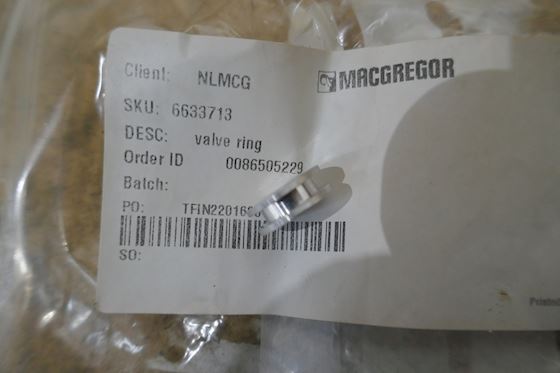 Client: NLMCG
MACGREGOR
SKU: 6633713
DESC: valve ring
Order ID 0086505229
Batch:
PO:
SO: